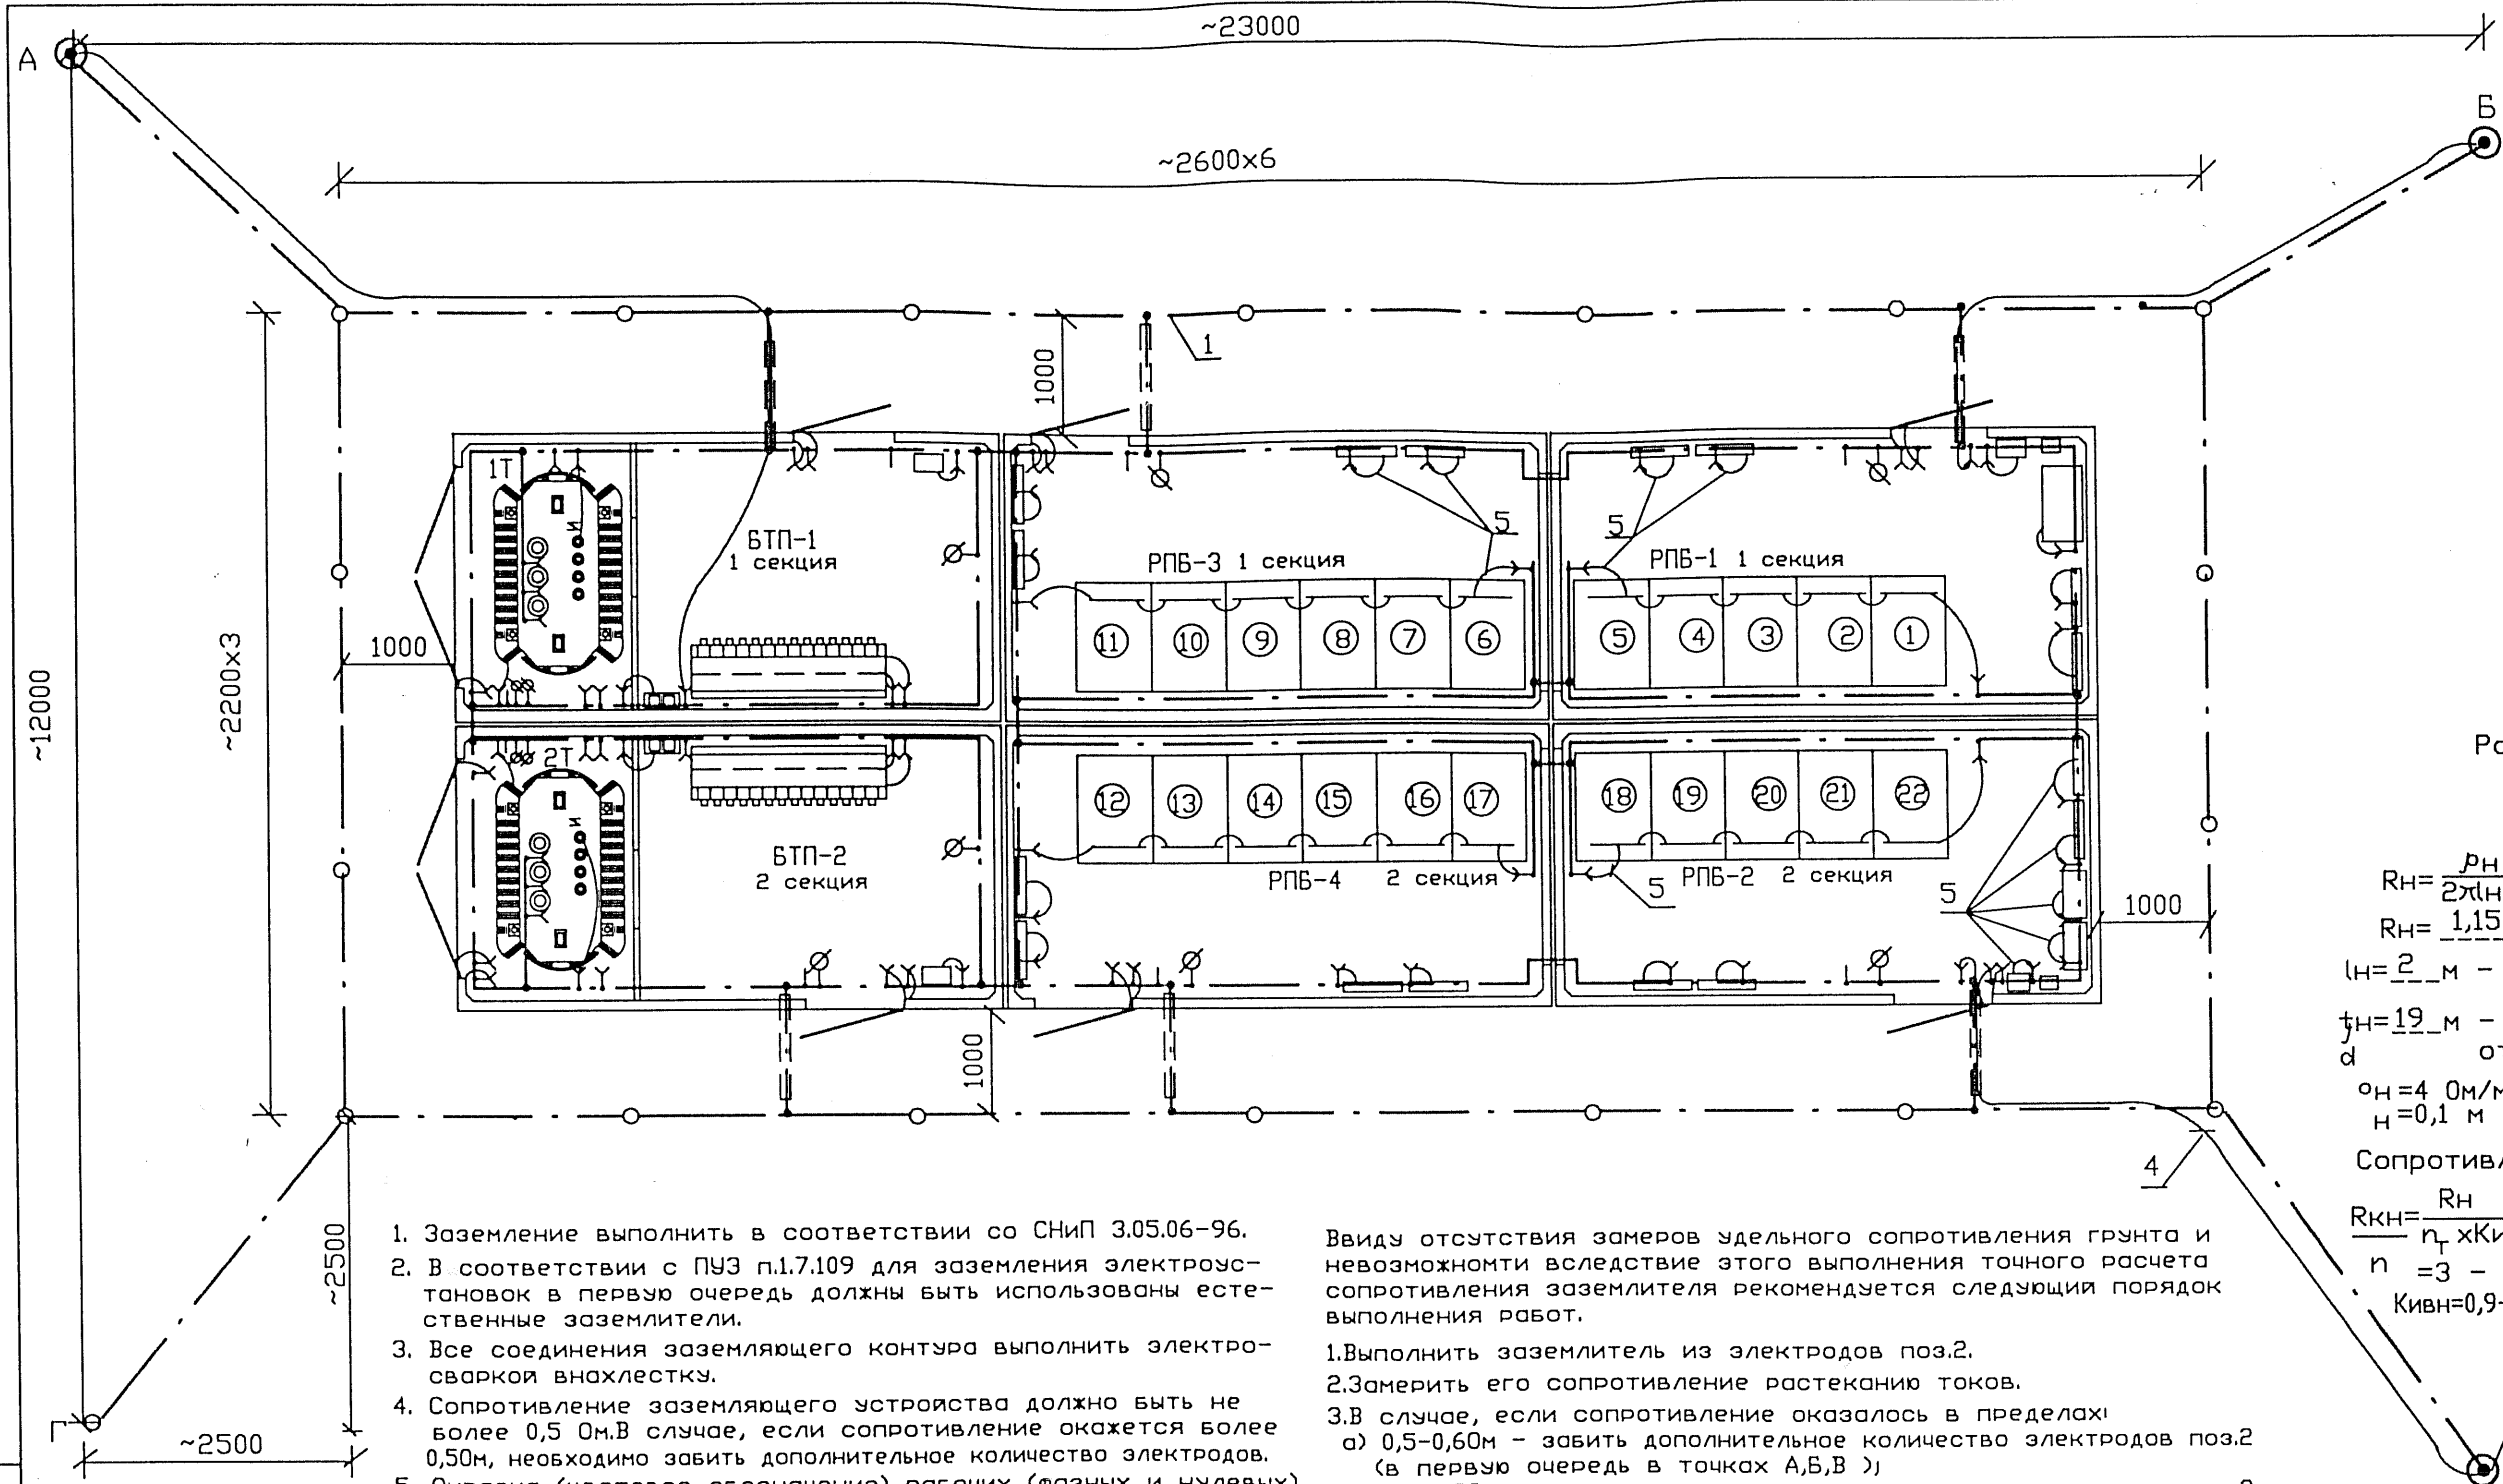 ~23000
А
Б
~2600х6
1
1000
1Т
БТП-1
1 секция
5
5
РПБ-3 1 секция
РПБ-1 1 секция
11 10 9 8 7 6
5 4 3 2 1
1000
~2200х3
~12000
2Т
12 13 14 15 16 17
18 19 20 21 22
БТП-2
2 секция
РПБ-4 2 секция
5 РПБ-2 2 секция
5
1000
1000
Rн= ρн
2πlн
Rн= 1,15
lн= 2 м -
tн=19 м -
d
н=4 Ом/м
н=0,1 м
4
Rкн= Rн
nт хКи
n =3 -
Кивн=0,9-
~2500
~2500
Г
1. Заземление выполнить в соответствии со СНиП 3.05.06-96.
2. В соответствии с ПУЭ п.1.7.109 для заземления электроус-
тановок в первую очередь должны быть использованы есте-
ственные заземлители.
3. Все соединения заземляющего контура выполнить электро-
сваркой внахлестку.
4. Сопротивление заземляющего устройства должно быть не
более 0,5 Ом.В случае, если сопротивление окажется более
0,5Ом, необходимо забить дополнительное количество электродов.
Ввиду отсутствия замеров удельного сопротивления грунта и
невозможномти вследствие этого выполнения точного расчета
сопротивления заземлителя рекомендуется следующий порядок
выполнения работ.
1.Выполнить заземлитель из электродов поз.2.
2.Замерить его сопротивление растеканию токов.
3.В случае, если сопротивление оказалось в пределах:
а) 0,5-0,6Ом - забить дополнительное количество электродов поз.2
(в первую очередь в точках А,Б,В );